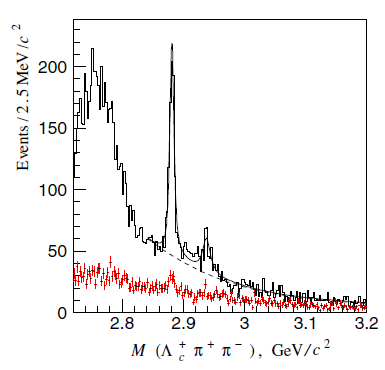 Events / 2.5 MeV/c²
200
150
100
50
0
2.8 2.9 3 3.1 3.2
M (Λc⁺ π⁺ π⁻), GeV/c²